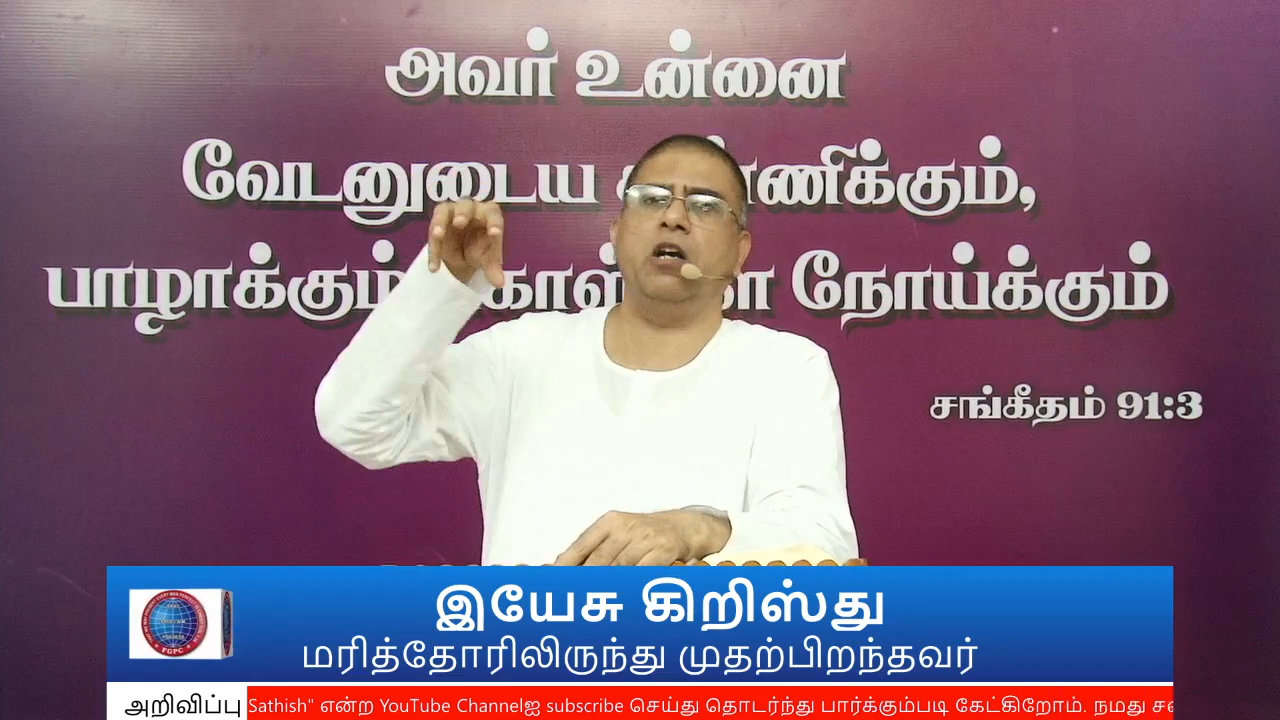 அவர் உன்னை
வேடனுடைய ண்ணிக்கும்,
பாழாக்கும் நோய்க்கும்
சங்கீதம் 91:3
இயேசு கிறிஸ்து
மரித்தோரிலிருந்து முதற்பிறந்தவர்
FGPC
அறிவிப்பு Sathish" என்ற YouTube Channelஐ subscribe செய்து தொடர்ந்து பார்க்கும்படி கேட்கிறோம். நமது